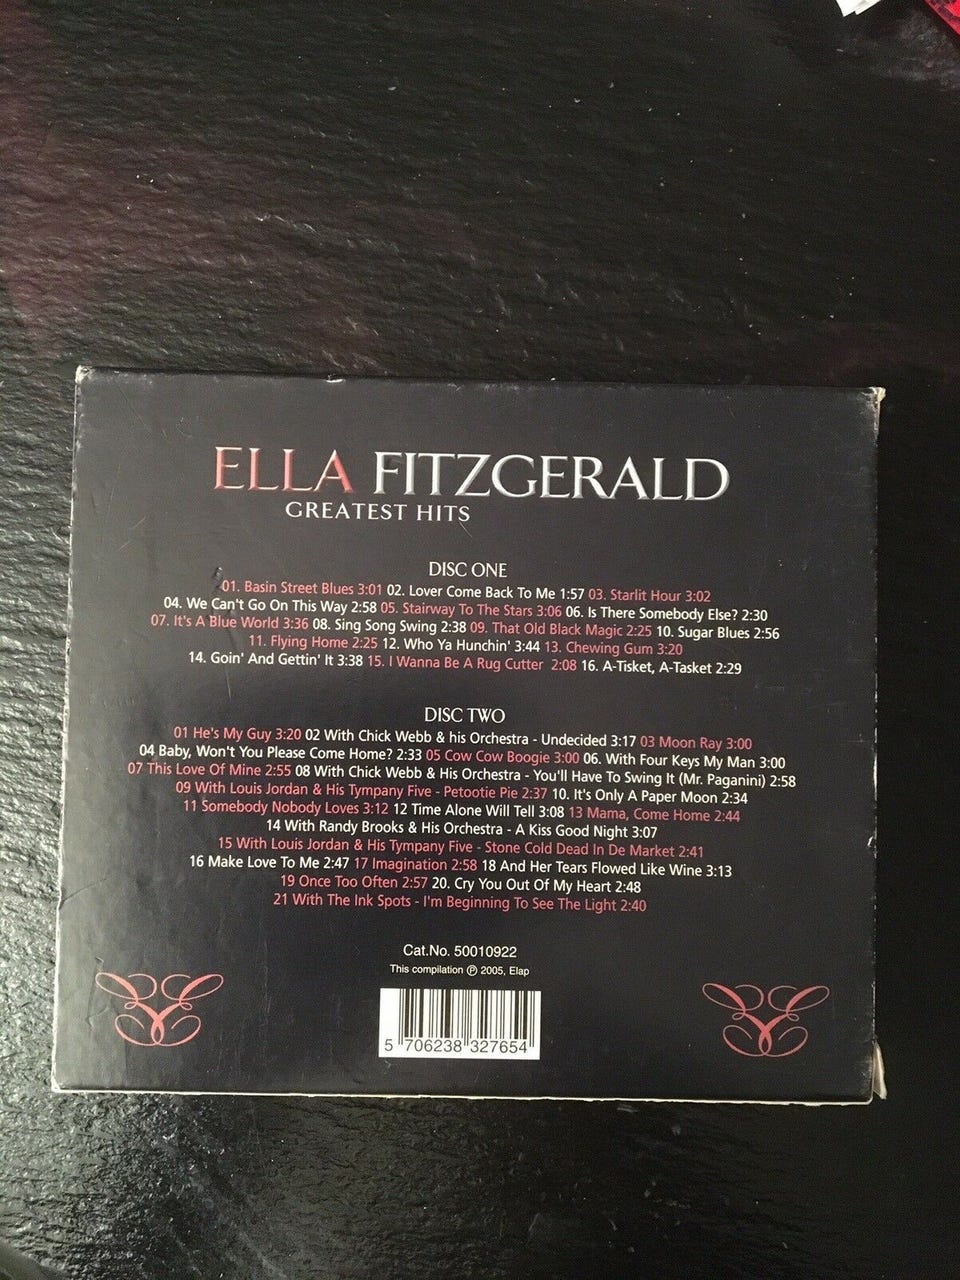 ELLA FITZGERALD
GREATEST HITS
DISC ONE
01. Basin Street Blues 3:01 02. Lover Come Back To Me 1:57 03. Starlit Hour 3:02
04. We Can't Go On This Way 2:58 05. Stairway To The Stars 3:06 06. Is There Somebody Else? 2:30
07. It's A Blue World 3:36 08. Sing Song Swing 2:38 09. That Old Black Magic 2:25 10. Sugar Blues 2:56
11. Flying Home 2:25 12. Who Ya Hunchin' 3:44 13. Chewing Gum 3:20
14. Goin' And Gettin' It 3:38 15. I Wanna Be A Rug Cutter 2:08 16. A-Tisket, A-Tasket 2:29
DISC TWO
01 He's My Guy 3:20 02 With Chick Webb & his Orchestra - Undecided 3:17 03 Moon Ray 3:00
04 Baby, Won't You Please Come Home? 2:33 05 Cow Cow Boogie 3:00 06. With Four Keys My Man 3:00
07 This Love Of Mine 2:55 08 With Chick Webb & His Orchestra - You'll Have To Swing It (Mr. Paganini) 2:58
09 With Louis Jordan & His Tympany Five - Petootie Pie 2:37 10. It's Only A Paper Moon 2:34
11 Somebody Nobody Loves 3:12 12 Time Alone Will Tell 3:08 13 Mama, Come Home 2:44
14 With Randy Brooks & His Orchestra - A Kiss Good Night 3:07
15 With Louis Jordan & His Tympany Five - Stone Cold Dead In De Market 2:41
16 Make Love To Me 2:47 17 Imagination 2:58 18 And Her Tears Flowed Like Wine 3:13
19 Once Too Often 2:57 20. Cry You Out Of My Heart 2:48
21 With The Ink Spots - I'm Beginning To See The Light 2:40
Cat.No. 50010922
This compilation ℗ 2005, Elap
5 706238 327654